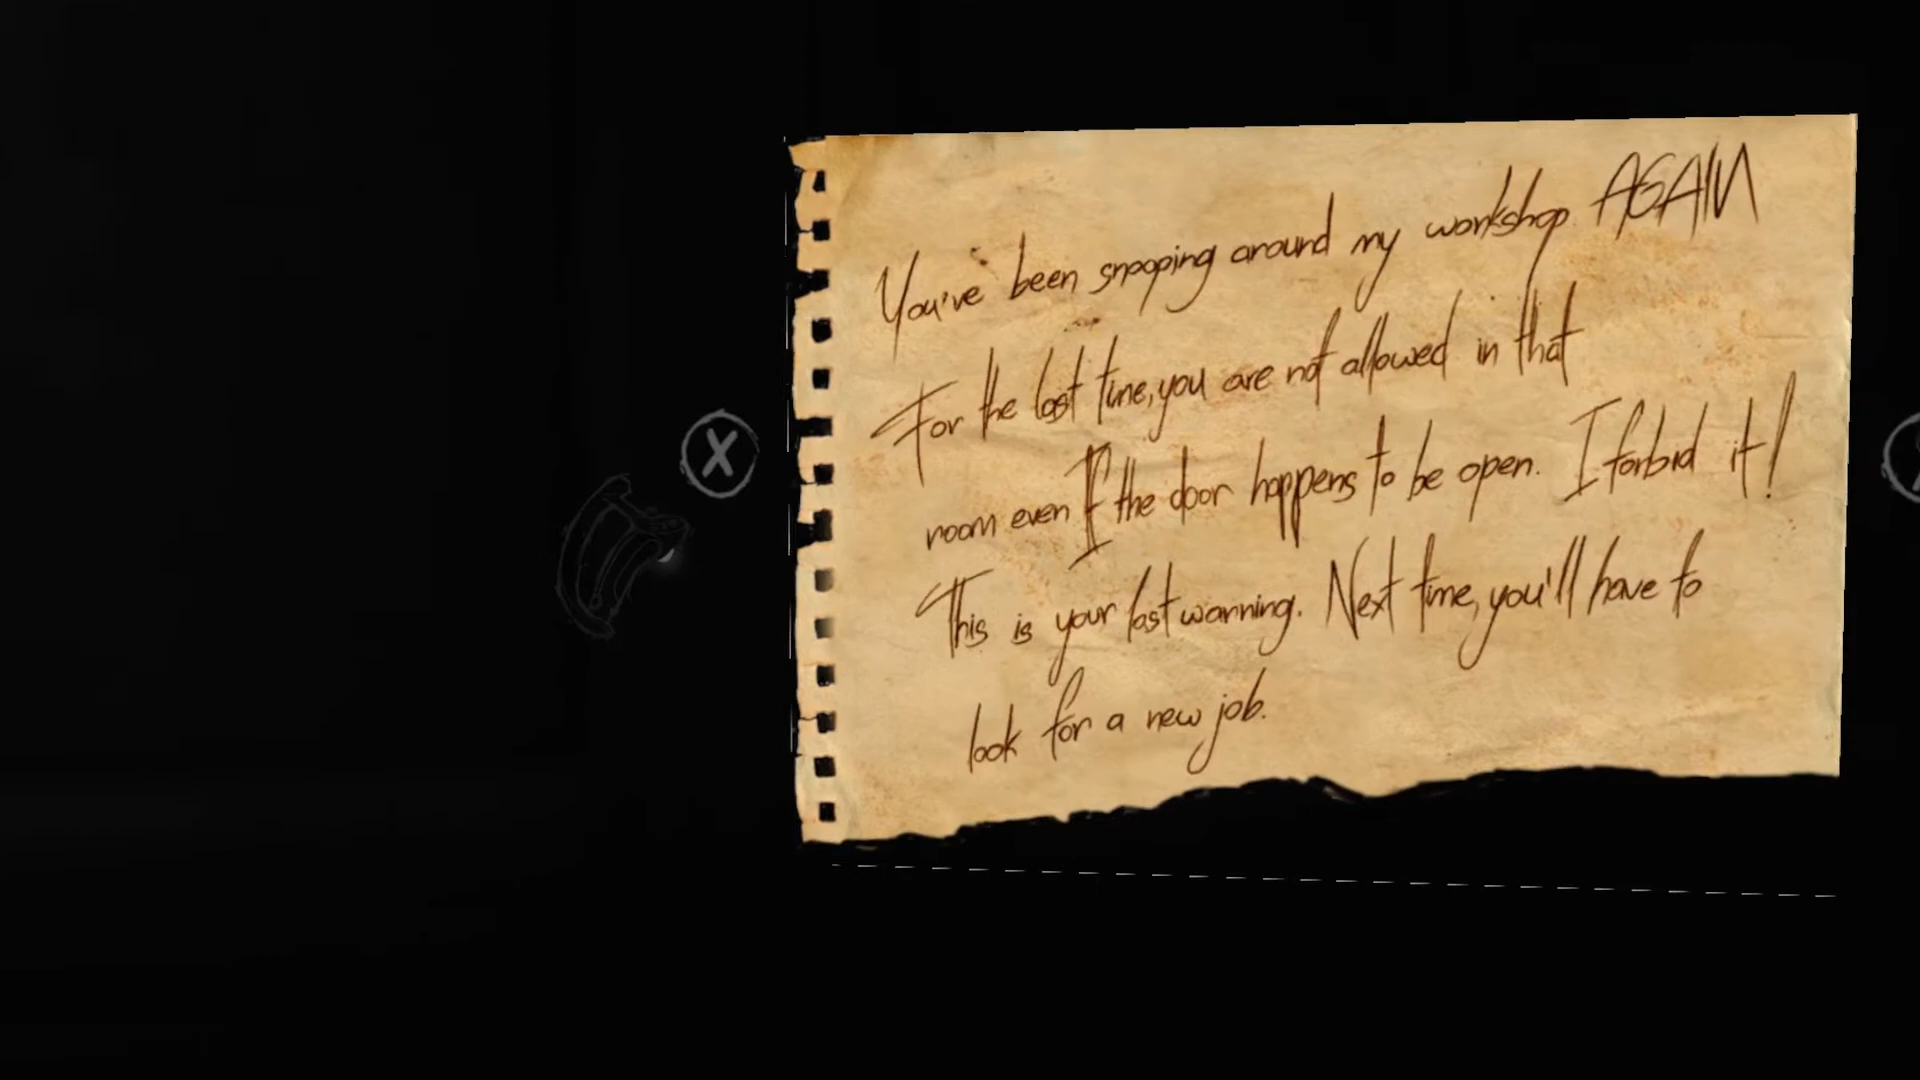 X
You've been snooping around my workshop AGAIN
For the last time, you are not allowed in that
room even If the door happens to be open. I forbid it!
This is your last warning. Next time, you'll have to
look for a new job.